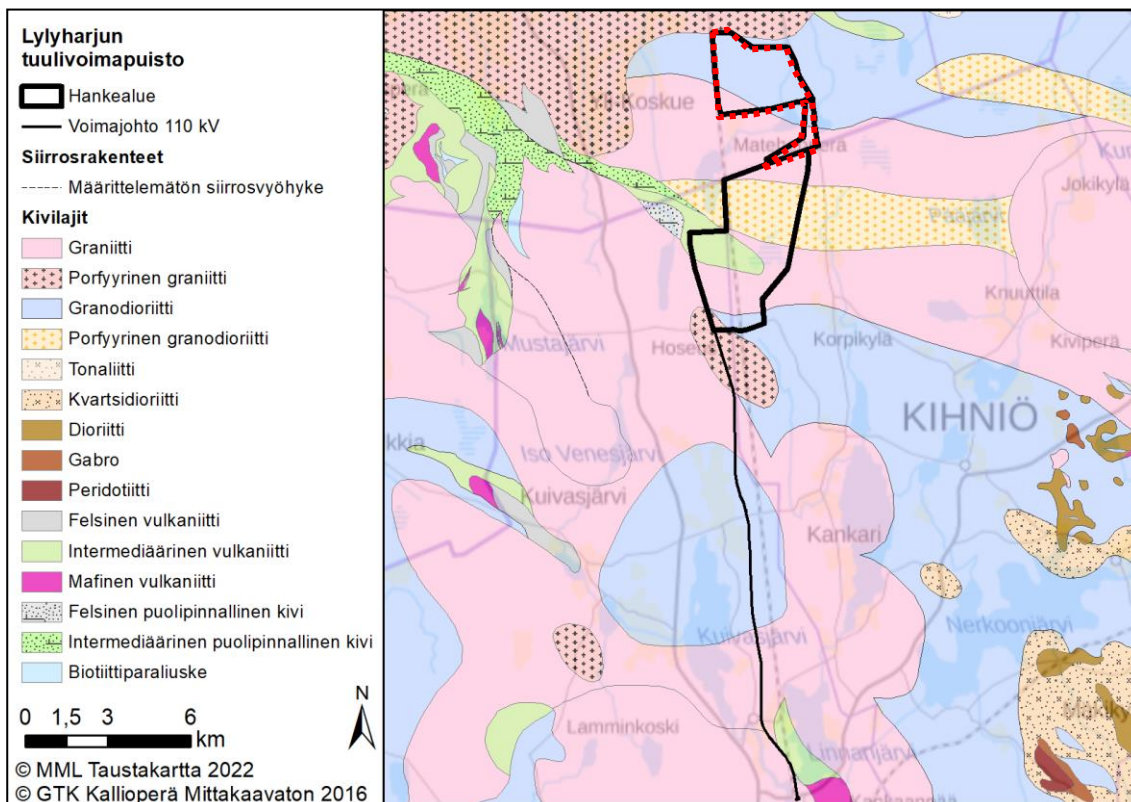 Lylyharjun
tuulivoimapuisto
Hankealue
Voimajohto 110 kV
Siirrosrakenteet
Määrittelemätön siirrosvyöhyke
Kivilajit
Graniitti
Porfyyrinen graniitti
Granodioriitti
Porfyyrinen granodioriitti
Tonaliitti
Kvartsidioriitti
Dioriitti
Gabro
Peridotiitti
Felsinen vulkaniitti
Intermediäärinen vulkaniitti
Mafinen vulkaniitti
Felsinen puolipinnallinen kivi
Intermediäärinen puolipinnallinen kivi
Biotiittiparaliuske
N
0 1,5 3 6
km
© MML Taustakartta 2022
© GTK Kallioperä Mittakaavaton 2016
Koskue
Jokikylä
Knuuttila
Mustajärvi
Korpikylä
Kiviperä
KIHNIÖ
Iso Venesjärvi
Kuivasjärvi
Kankari
Nerkoonjärvi
Kuivasjärvi
Lamminkoski
Linnanjärvi